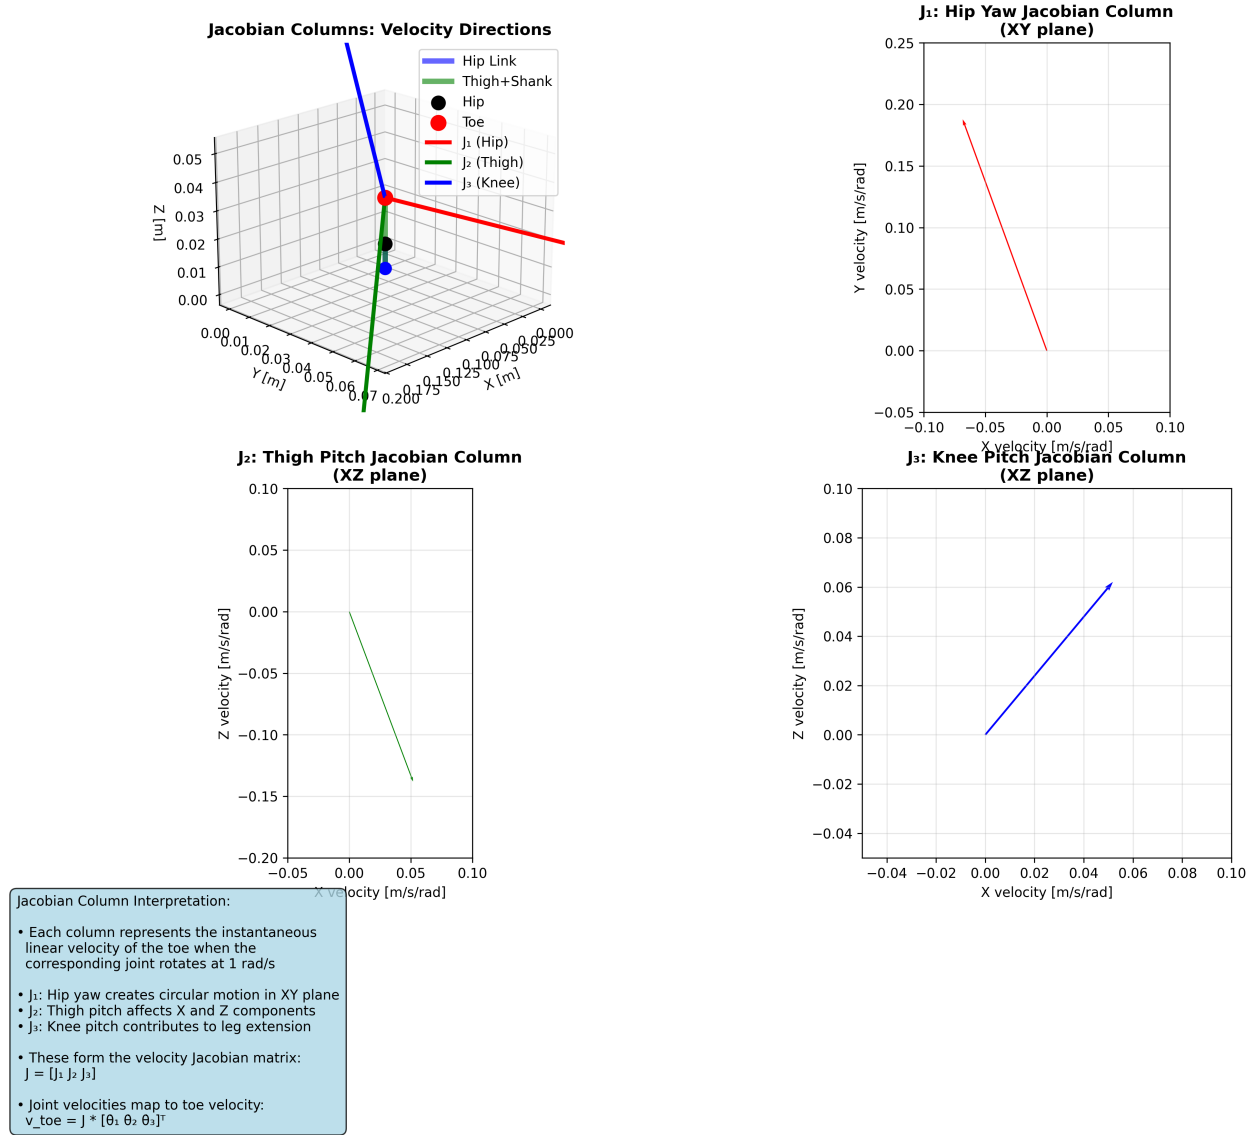 Jacobian Columns: Velocity Directions
Hip Link
Thigh+Shank
Hip
Toe
J₁ (Hip)
J₂ (Thigh)
J₃ (Knee)
0.05
0.04
0.03
0.02
0.01
0.00
Z [m]
0.00
0.01
0.02
0.03
0.04
0.05
0.06
0.07
Y [m]
0.000
0.025
0.050
0.075
0.100
0.125
0.150
0.175
0.200
X [m]
J₁: Hip Yaw Jacobian Column
(XY plane)
0.25
0.20
0.15
0.10
0.05
0.00
−0.05
Y velocity [m/s/rad]
−0.10 −0.05 0.00 0.05 0.10
X velocity [m/s/rad]
J₂: Thigh Pitch Jacobian Column
(XZ plane)
0.10
0.05
0.00
−0.05
−0.10
−0.15
−0.20
Z velocity [m/s/rad]
−0.05 0.00 0.05 0.10
X velocity [m/s/rad]
J₃: Knee Pitch Jacobian Column
(XZ plane)
0.10
0.08
0.06
0.04
0.02
0.00
−0.02
−0.04
Z velocity [m/s/rad]
−0.04 −0.02 0.00 0.02 0.04 0.06 0.08 0.10
X velocity [m/s/rad]
Jacobian Column Interpretation:
• Each column represents the instantaneous
linear velocity of the toe when the
corresponding joint rotates at 1 rad/s
• J₁: Hip yaw creates circular motion in XY plane
• J₂: Thigh pitch affects X and Z components
• J₃: Knee pitch contributes to leg extension
• These form the velocity Jacobian matrix:
J = [J₁ J₂ J₃]
• Joint velocities map to toe velocity:
v_toe = J * [θ̇₁ θ̇₂ θ̇₃]ᵀ